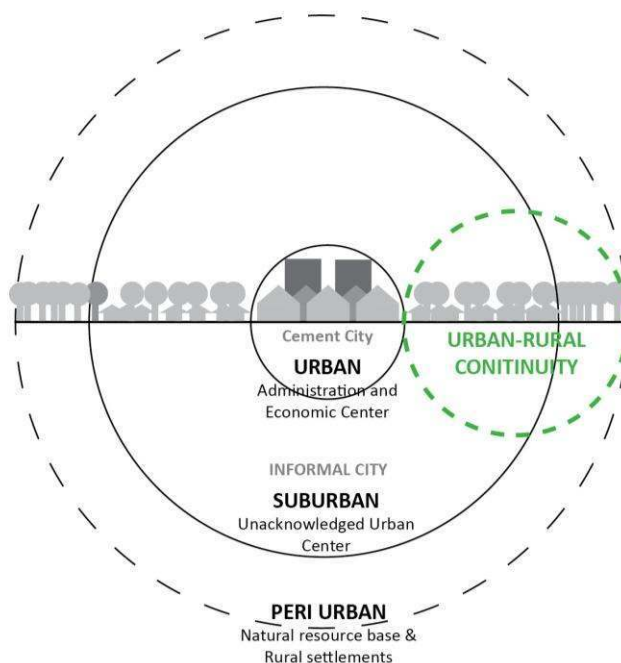 Cement City
URBAN
Administration and
Economic Center
URBAN-RURAL
CONITINUITY
INFORMAL CITY
SUBURBAN
Unacknowledged Urban
Center
PERI URBAN
Natural resource base &
Rural settlements